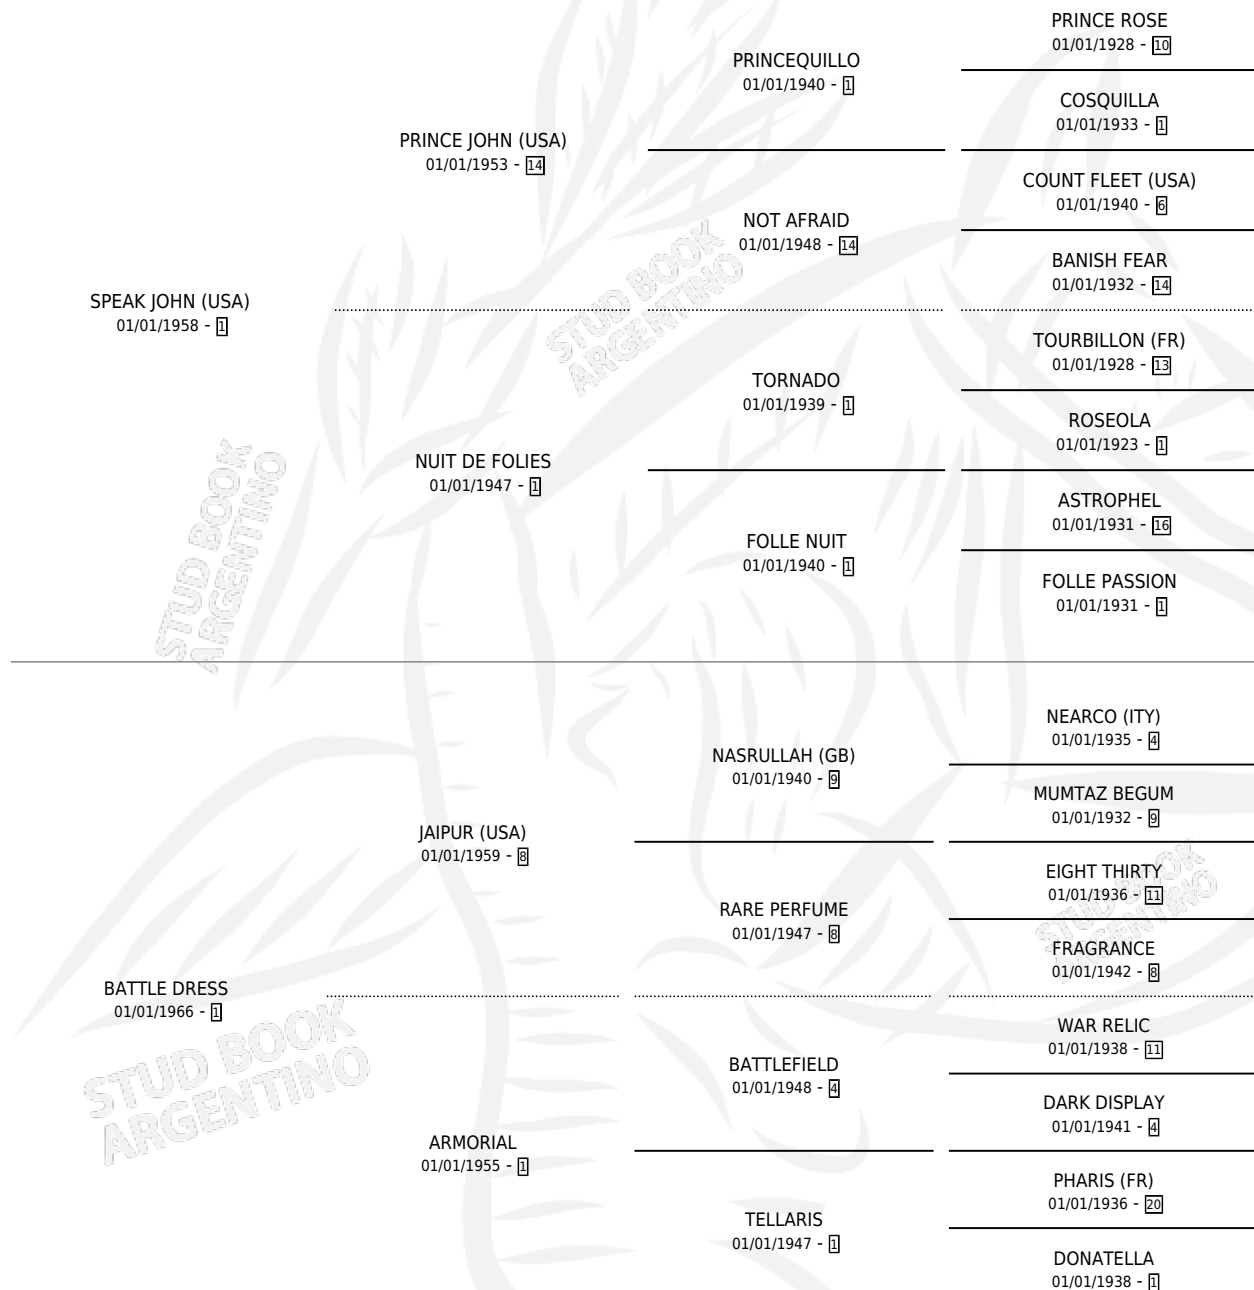 PRINCE ROSE
01/01/1928 - 10
PRINCEQUILLO
01/01/1940 - 1
COSQUILLA
01/01/1933 - 1
PRINCE JOHN (USA)
01/01/1953 - 14
COUNT FLEET (USA)
01/01/1940 - 6
NOT AFRAID
01/01/1948 - 14
BANISH FEAR
01/01/1932 - 14
SPEAK JOHN (USA)
01/01/1958 - 1
STUD BOOK
ARGENTINO
TOURBILLON (FR)
01/01/1928 - 13
TORNADO
01/01/1939 - 1
ROSEOLA
01/01/1923 - 1
NUIT DE FOLIES
01/01/1947 - 1
ASTROPHEL
01/01/1931 - 16
FOLLE NUIT
01/01/1940 - 1
FOLLE PASSION
01/01/1931 - 1
STUD BOOK
ARGENTINO
NEARCO (ITY)
01/01/1935 - 4
NASRULLAH (GB)
01/01/1940 - 9
MUMTAZ BEGUM
01/01/1932 - 9
JAIPUR (USA)
01/01/1959 - 8
EIGHT THIRTY
01/01/1936 - 11
RARE PERFUME
01/01/1947 - 8
STUD BOOK
ARGENTINO
FRAGRANCE
01/01/1942 - 8
BATTLE DRESS
01/01/1966 - 1
WAR RELIC
01/01/1938 - 11
BATTLEFIELD
01/01/1948 - 4
STUD BOOK
ARGENTINO
DARK DISPLAY
01/01/1941 - 4
ARMORIAL
01/01/1955 - 1
PHARIS (FR)
01/01/1936 - 20
TELLARIS
01/01/1947 - 1
DONATELLA
01/01/1938 - 1